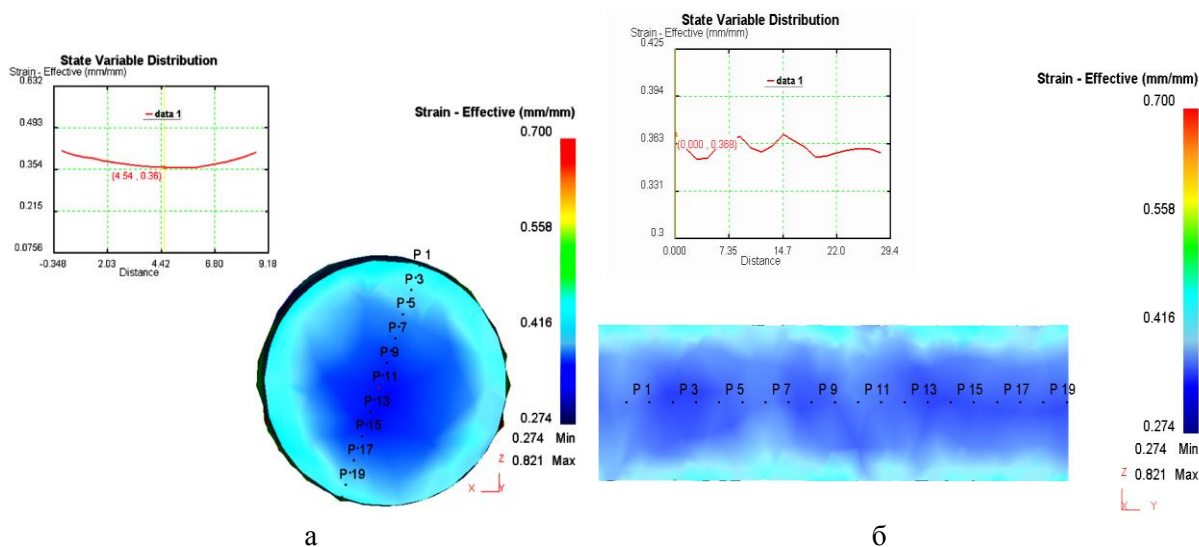 State Variable Distribution
Strain - Effective (mm/mm)
0.632
0.493
0.354
0.215
0.0756
data 1
(4.54 , 0.36)
-0.348 2.03 4.42 6.80 9.18
Distance
Strain - Effective (mm/mm)
0.700
0.558
0.416
0.274
0.274 Min
0.821 Max
P 1
P 3
P 5
P 7
P 9
P 11
P 13
P 15
P 17
P 19
Z
X Y
а
State Variable Distribution
Strain - Effective (mm/mm)
0.425
0.394
0.363
0.331
0.3
data 1
(0.000 , 0.368)
0.000 7.35 14.7 22.0 29.4
Distance
Strain - Effective (mm/mm)
0.700
0.558
0.416
0.274
0.274 Min
0.821 Max
P 1 P 3 P 5 P 7 P 9 P 11 P 13 P 15 P 17 P 19
Z
X Y
б